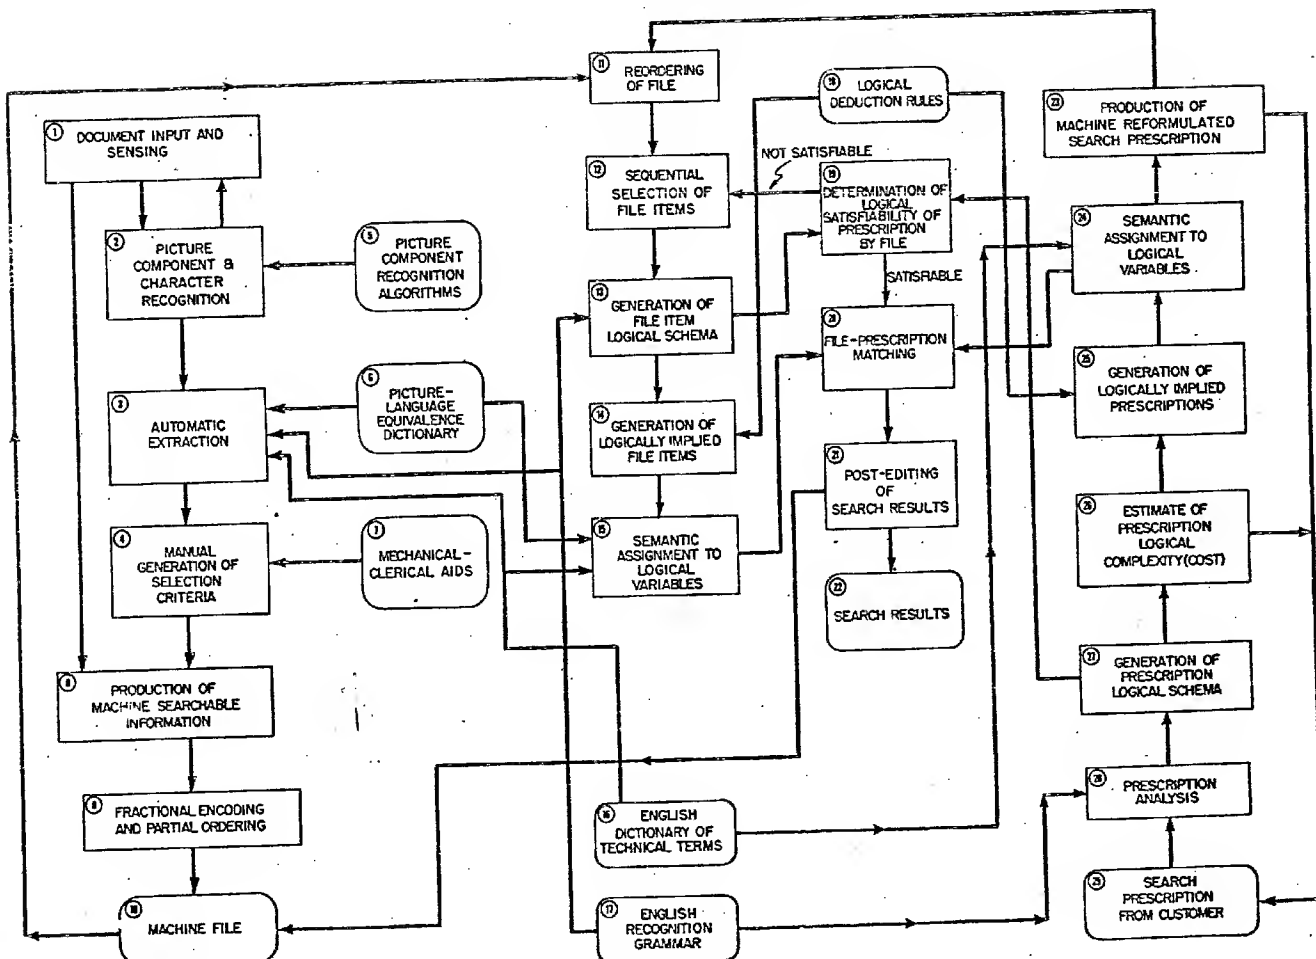 1
DOCUMENT INPUT AND
SENSING
2
PICTURE
COMPONENT &
CHARACTER
RECOGNITION
3
AUTOMATIC
EXTRACTION
4
MANUAL
GENERATION OF
SELECTION
CRITERIA
5
PICTURE
COMPONENT
RECOGNITION
ALGORITHMS
6
PICTURE-
LANGUAGE
EQUIVALENCE
DICTIONARY
7
MECHANICAL-
CLERICAL AIDS
8
PRODUCTION OF
MACHINE SEARCHABLE
INFORMATION
9
FRACTIONAL ENCODING
AND PARTIAL ORDERING
10
MACHINE FILE
11
REORDERING
OF FILE
12
SEQUENTIAL
SELECTION OF
FILE ITEMS
13
GENERATION OF
FILE ITEM
LOGICAL SCHEMA
14
GENERATION OF
LOGICALLY IMPLIED
FILE ITEMS
15
SEMANTIC
ASSIGNMENT TO
LOGICAL
VARIABLES
16
ENGLISH
DICTIONARY OF
TECHNICAL TERMS
17
ENGLISH
RECOGNITION
GRAMMAR
18
LOGICAL
DEDUCTION RULES
NOT SATISFIABLE
19
DETERMINATION OF
LOGICAL
SATISFIABILITY OF
PRESCRIPTION
BY FILE
SATISFIABLE
20
FILE-PRESCRIPTION
MATCHING
21
POST-EDITING
OF
SEARCH RESULTS
22
SEARCH RESULTS
23
PRODUCTION OF
MACHINE REFORMULATED
SEARCH PRESCRIPTION
24
SEMANTIC
ASSIGNMENT TO
LOGICAL
VARIABLES
25
GENERATION OF
LOGICALLY IMPLIED
PRESCRIPTIONS
26
ESTIMATE OF
PRESCRIPTION
LOGICAL
COMPLEXITY(COST)
27
GENERATION OF
PRESCRIPTION
LOGICAL SCHEMA
28
PRESCRIPTION
ANALYSIS
29
SEARCH
PRESCRIPTION
FROM CUSTOMER